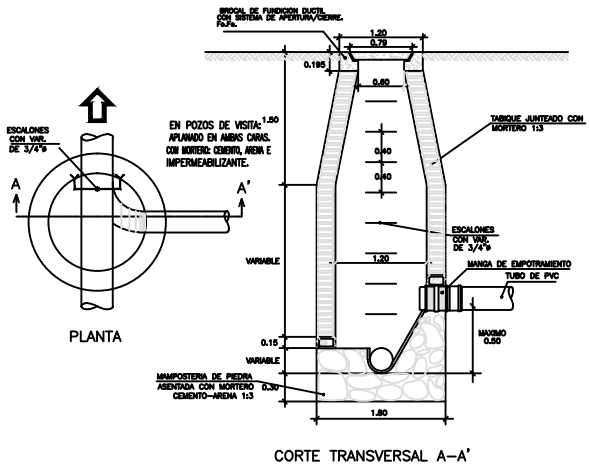 BROCAL DE FUNDICION DUCTIL
CON SISTEMA DE APERTURA/CIERRE.
Fo.Fo.
1.20
0.79
0.195
0.60
ESCALONES
CON VAR.
DE 3/4"ø
EN POZOS DE VISITA:
APLANADO EN AMBAS CARAS.
CON MORTERO: CEMENTO, ARENA E
IMPERMEABILIZANTE.
1.50
TABIQUE JUNTEADO CON
MORTERO 1:3
0.40
0.40
A
A'
ESCALONES
CON VAR.
DE 3/4"ø
VARIABLE
1.20
MANGA DE EMPOTRAMIENTO
TUBO DE PVC
PLANTA
0.15
MAXIMO
0.50
VARIABLE
MAMPOSTERIA DE PIEDRA
ASENTADA CON MORTERO
CEMENTO-ARENA 1:3
0.30
1.80
CORTE TRANSVERSAL A-A'